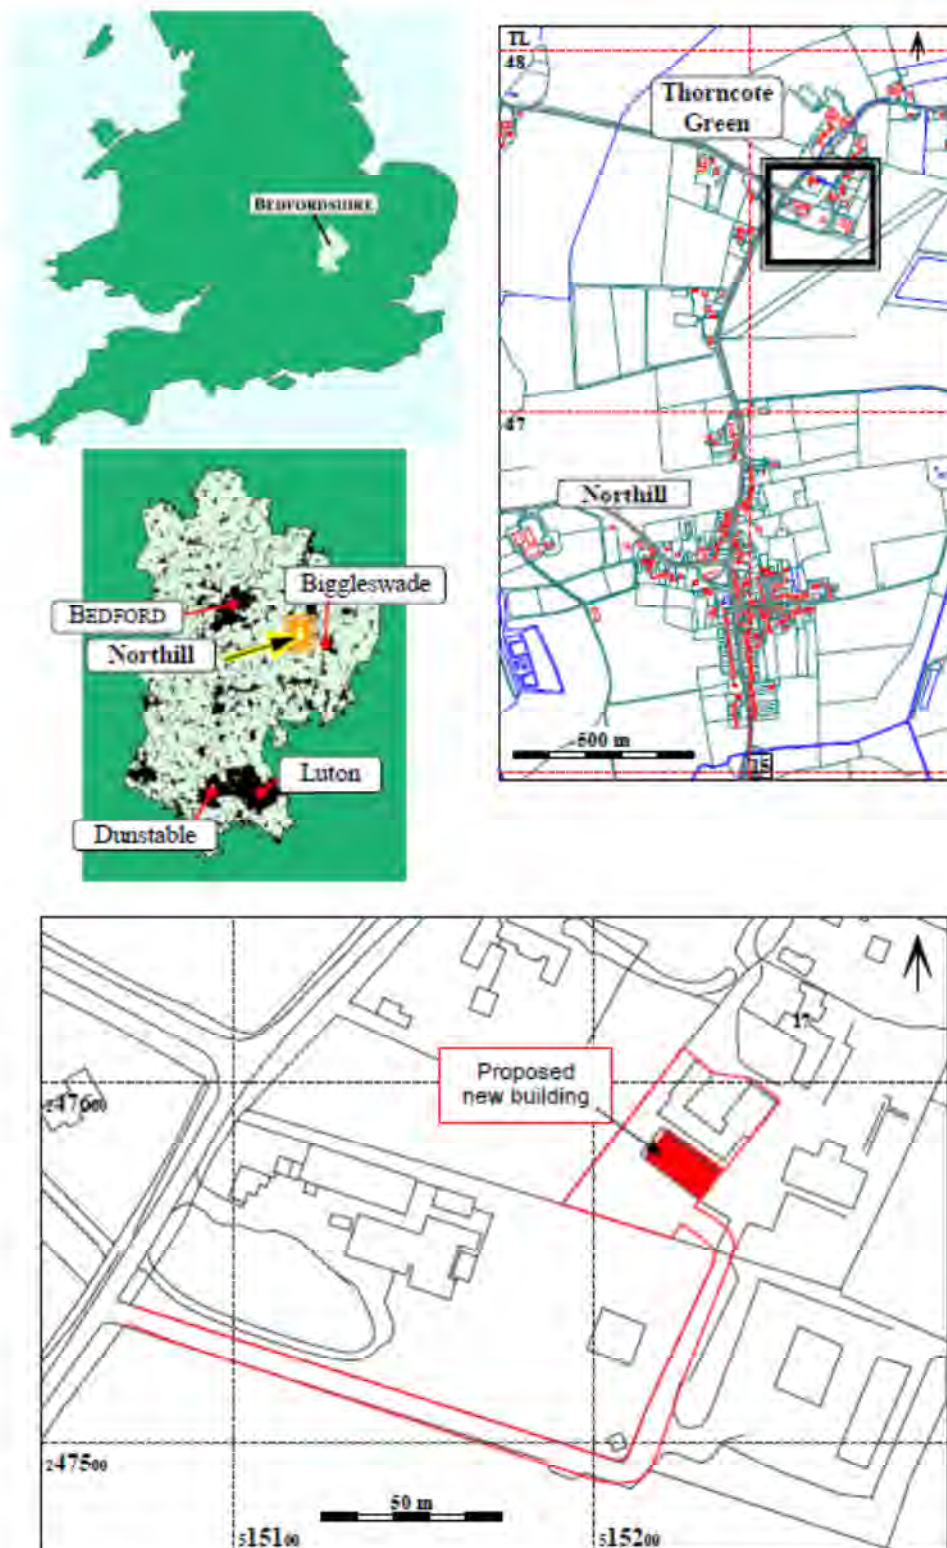 BEDFORDSHIRE
TL
48
Thorncote
Green
47
Northill
500 m
15
Biggleswade
BEDFORD
Northill
Luton
Dunstable
17
Proposed
new building
247600
247500
50 m
515100
515200